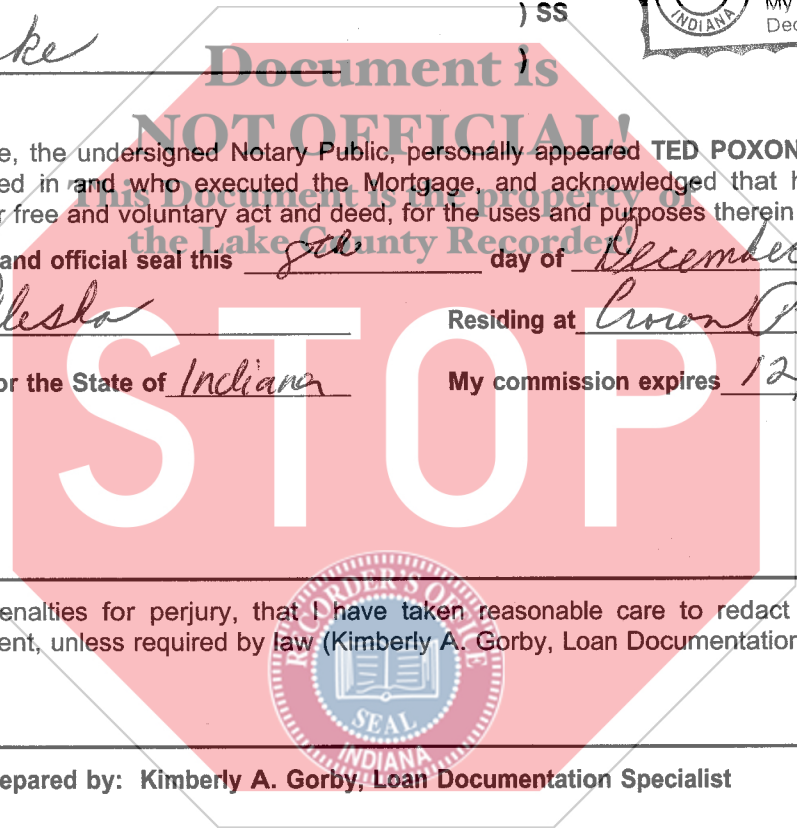 ) SS
ke )
INDIANA
My
Dec
Document is
NOT OFFICIAL!
This Document is the property of
the Lake County Recorder!
e, the undersigned Notary Public, personally appeared TED POXON
ed in and who executed the Mortgage, and acknowledged that h
r free and voluntary act and deed, for the uses and purposes therein
and official seal this 8th day of December
lesha Residing at Crown P
or the State of Indiana My commission expires 12
STOP
enalties for perjury, that I have taken reasonable care to redact
ent, unless required by law (Kimberly A. Gorby, Loan Documentation
RECORDER'S OFFICE
SEAL
INDIANA
epared by: Kimberly A. Gorby, Loan Documentation Specialist